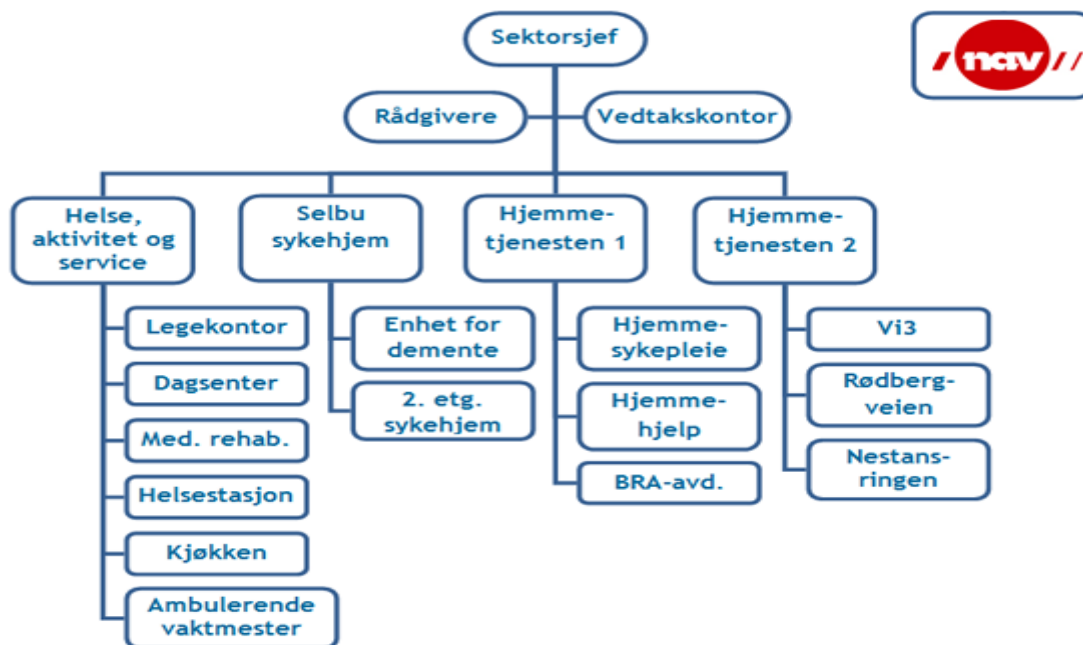 Sektorsjef
/ nav //
Rådgivere
Vedtakskontor
Helse,
aktivitet og
service
Selbu
sykehjem
Hjemme-
tjenesten 1
Hjemme-
tjenesten 2
Legekontor
Dagsenter
Med. rehab.
Helsestasjon
Kjøkken
Ambulerende
vaktmester
Enhet for
demente
2. etg.
sykehjem
Hjemme-
sykepleie
Hjemme-
hjelp
BRA-avd.
Vi3
Rødberg-
veien
Nestans-
ringen